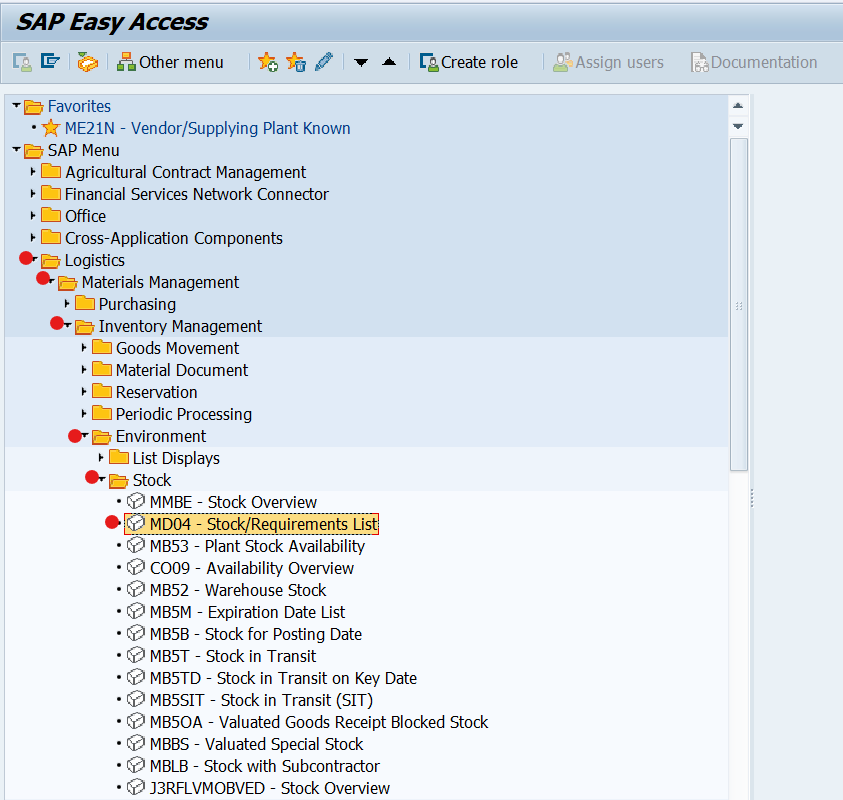 SAP Easy Access
Other menu Create role Assign users Documentation
Favorites
ME21N - Vendor/Supplying Plant Known
SAP Menu
Agricultural Contract Management
Financial Services Network Connector
Office
Cross-Application Components
Logistics
Materials Management
Purchasing
Inventory Management
Goods Movement
Material Document
Reservation
Periodic Processing
Environment
List Displays
Stock
MMBE - Stock Overview
MD04 - Stock/Requirements List
MB53 - Plant Stock Availability
CO09 - Availability Overview
MB52 - Warehouse Stock
MB5M - Expiration Date List
MB5B - Stock for Posting Date
MB5T - Stock in Transit
MB5TD - Stock in Transit on Key Date
MB5SIT - Stock in Transit (SIT)
MB5OA - Valuated Goods Receipt Blocked Stock
MBBS - Valuated Special Stock
MBLB - Stock with Subcontractor
J3RFLVMOBVED - Stock Overview